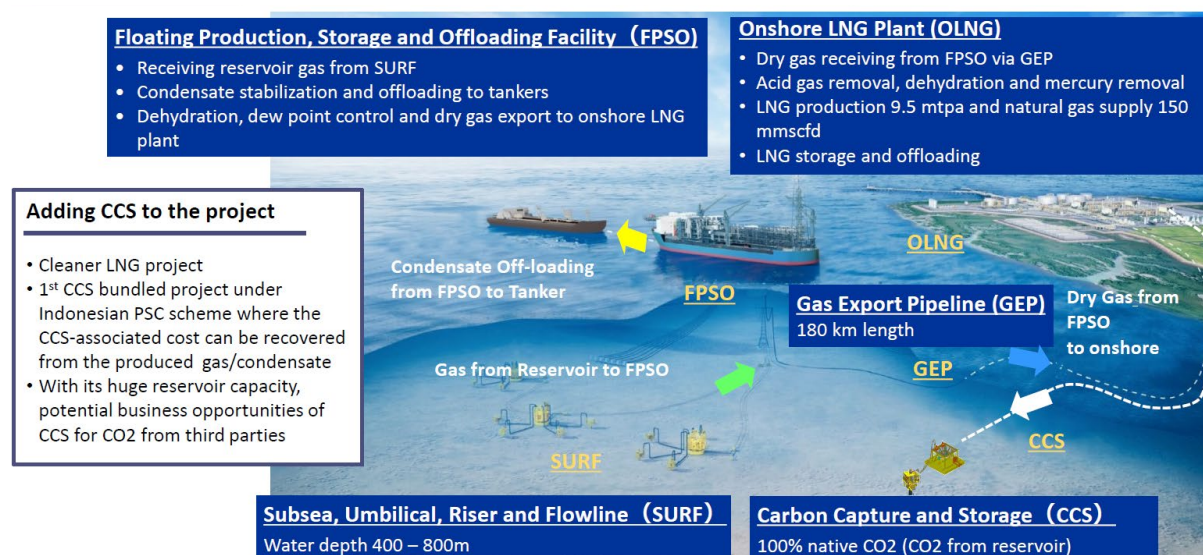 Floating Production, Storage and Offloading Facility（FPSO)
• Receiving reservoir gas from SURF
• Condensate stabilization and offloading to tankers
• Dehydration, dew point control and dry gas export to onshore LNG
plant
Onshore LNG Plant (OLNG)
• Dry gas receiving from FPSO via GEP
• Acid gas removal, dehydration and mercury removal
• LNG production 9.5 mtpa and natural gas supply 150
mmscfd
• LNG storage and offloading
Adding CCS to the project
• Cleaner LNG project
• 1st CCS bundled project under
Indonesian PSC scheme where the
CCS-associated cost can be recovered
from the produced gas/condensate
• With its huge reservoir capacity,
potential business opportunities of
CCS for CO2 from third parties
Condensate Off-loading
from FPSO to Tanker
FPSO
OLNG
Gas Export Pipeline (GEP)
180 km length
Dry Gas from
FPSO
to onshore
Gas from Reservoir to FPSO
GEP
SURF
CCS
Subsea, Umbilical, Riser and Flowline（SURF）
Water depth 400 – 800m
Carbon Capture and Storage（CCS）
100% native CO2 (CO2 from reservoir)